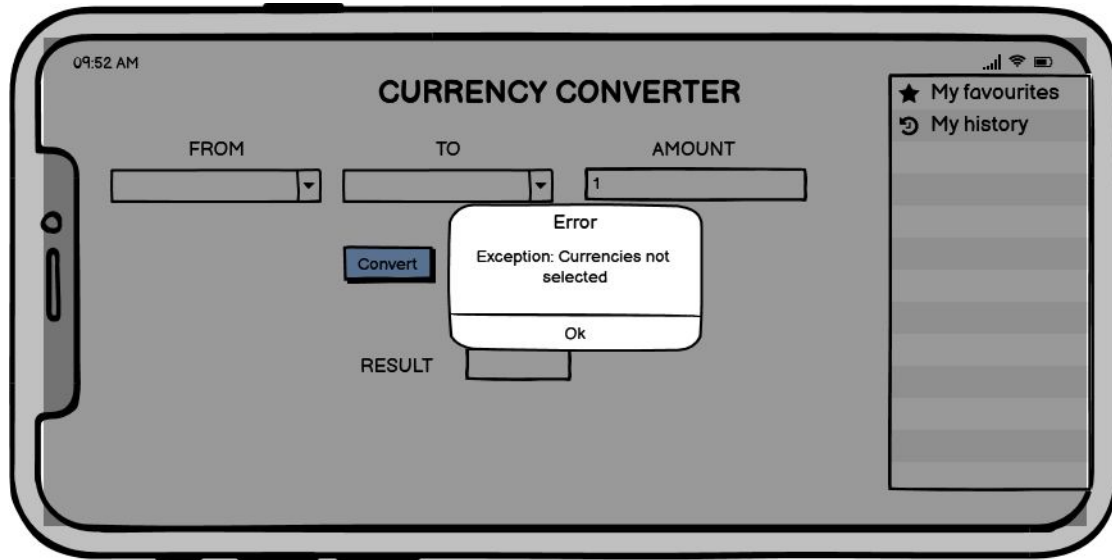 09:52 AM
CURRENCY CONVERTER
My favourites
My history
FROM
TO
AMOUNT
1
Error
Exception: Currencies not
selected
Convert
Ok
RESULT